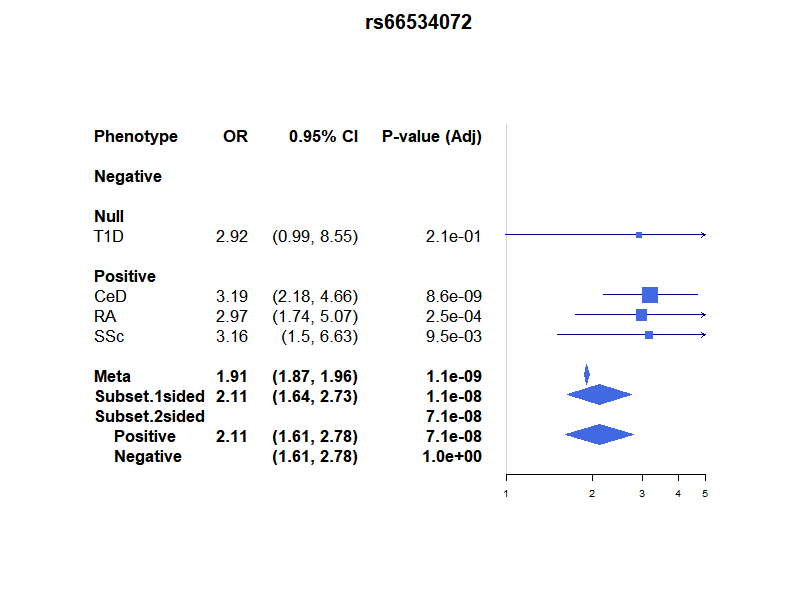 rs66534072
Phenotype OR 0.95% CI P-value (Adj)
Negative
Null
T1D 2.92 (0.99, 8.55) 2.1e-01
Positive
CeD 3.19 (2.18, 4.66) 8.6e-09
RA 2.97 (1.74, 5.07) 2.5e-04
SSc 3.16 (1.5, 6.63) 9.5e-03
Meta 1.91 (1.87, 1.96) 1.1e-09
Subset.1sided 2.11 (1.64, 2.73) 1.1e-08
Subset.2sided 7.1e-08
Positive 2.11 (1.61, 2.78) 7.1e-08
Negative (1.61, 2.78) 1.0e+00
1 2 3 4 5